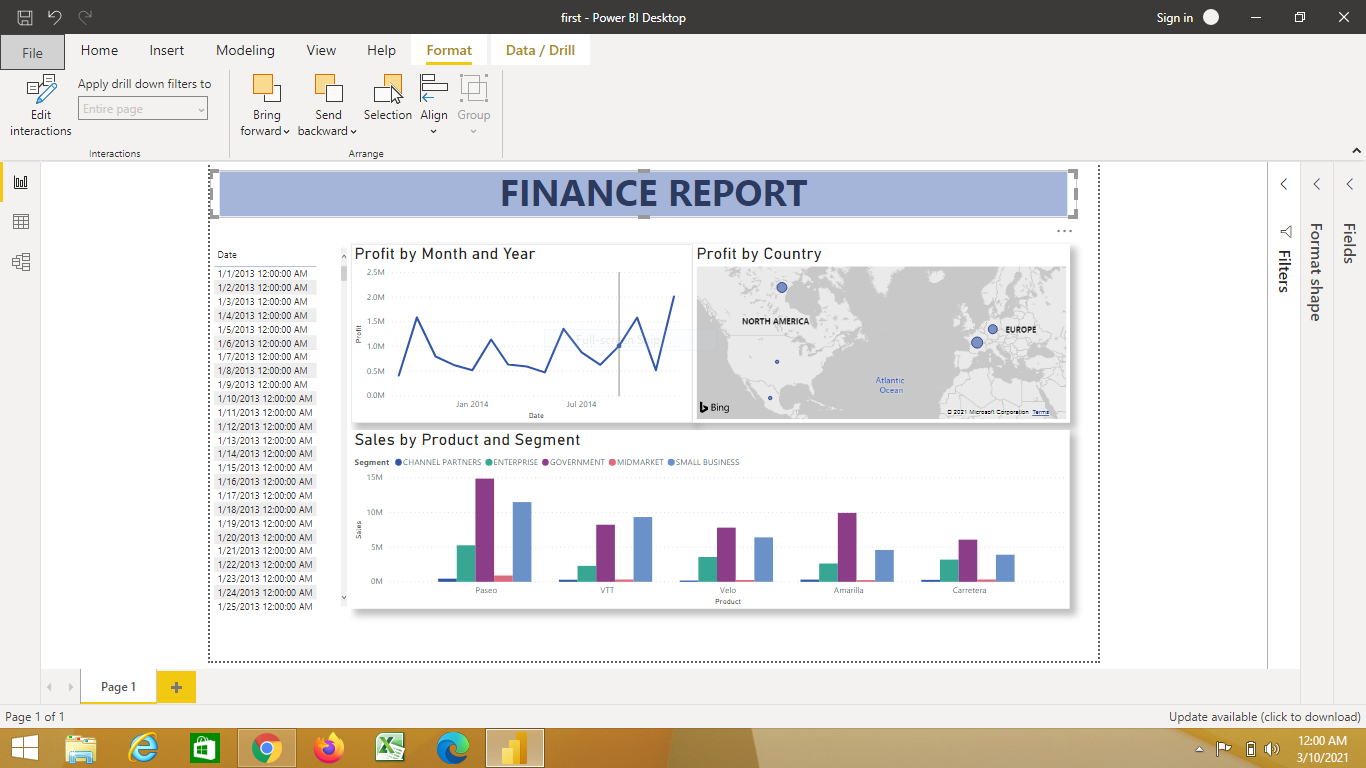 first - Power BI Desktop
Sign in
File Home Insert Modeling View Help Format Data / Drill
Edit interactions
Apply drill down filters to
Entire page
Bring forward
Send backward
Selection
Align
Group
Interactions
Arrange
FINANCE REPORT
Date
1/1/2013 12:00:00 AM
1/2/2013 12:00:00 AM
1/3/2013 12:00:00 AM
1/4/2013 12:00:00 AM
1/5/2013 12:00:00 AM
1/6/2013 12:00:00 AM
1/7/2013 12:00:00 AM
1/8/2013 12:00:00 AM
1/9/2013 12:00:00 AM
1/10/2013 12:00:00 AM
1/11/2013 12:00:00 AM
1/12/2013 12:00:00 AM
1/13/2013 12:00:00 AM
1/14/2013 12:00:00 AM
1/15/2013 12:00:00 AM
1/16/2013 12:00:00 AM
1/17/2013 12:00:00 AM
1/18/2013 12:00:00 AM
1/19/2013 12:00:00 AM
1/20/2013 12:00:00 AM
1/21/2013 12:00:00 AM
1/22/2013 12:00:00 AM
1/23/2013 12:00:00 AM
1/24/2013 12:00:00 AM
1/25/2013 12:00:00 AM
Profit by Month and Year
2.5M
2.0M
1.5M
1.0M
0.5M
0.0M
Profit
Jan 2014
Jul 2014
Date
Profit by Country
NORTH AMERICA
EUROPE
Atlantic
Ocean
Bing
© 2021 Microsoft Corporation Terms
Sales by Product and Segment
Segment CHANNEL PARTNERS ENTERPRISE GOVERNMENT MIDMARKET SMALL BUSINESS
15M
10M
5M
0M
Sales
Paseo VTT Velo Amarilla Carretera
Product
Filters
Format shape
Fields
Page 1
Page 1 of 1
Update available (click to download)
12:00 AM
3/10/2021